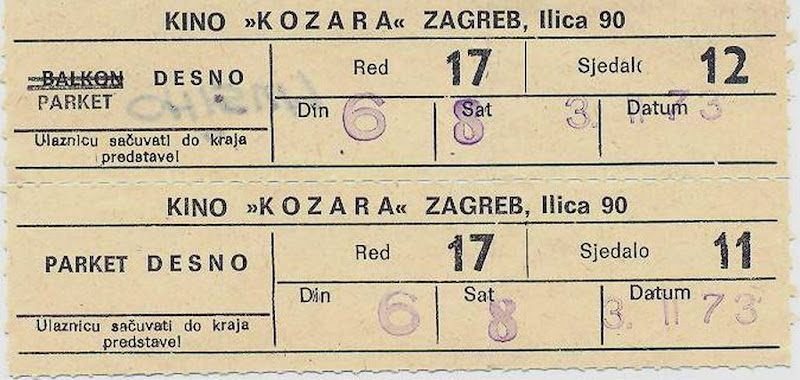 KINO »KOZARA« ZAGREB, Ilica 90
BALKON DESNO
PARKET
Ulaznicu sačuvati do kraja
predstave!
Red 17
Sjedalo 12
Din 6
Sat 8
Datum 3. II 73
KINO »KOZARA« ZAGREB, Ilica 90
PARKET DESNO
Ulaznicu sačuvati do kraja
predstave!
Red 17
Sjedalo 11
Din 6
Sat 8
Datum 3. II 73